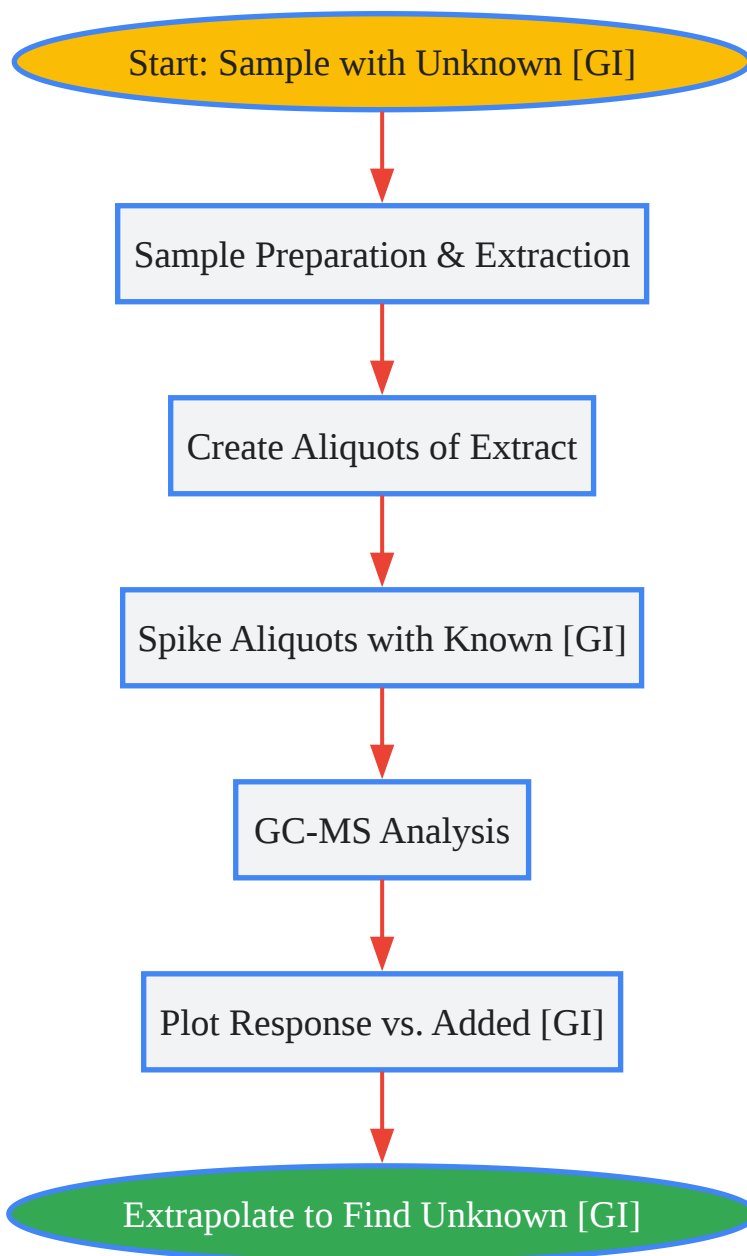 Start: Sample with Unknown [GI]
Sample Preparation & Extraction
Create Aliquots of Extract
Spike Aliquots with Known [GI]
GC-MS Analysis
Plot Response vs. Added [GI]
Extrapolate to Find Unknown [GI]